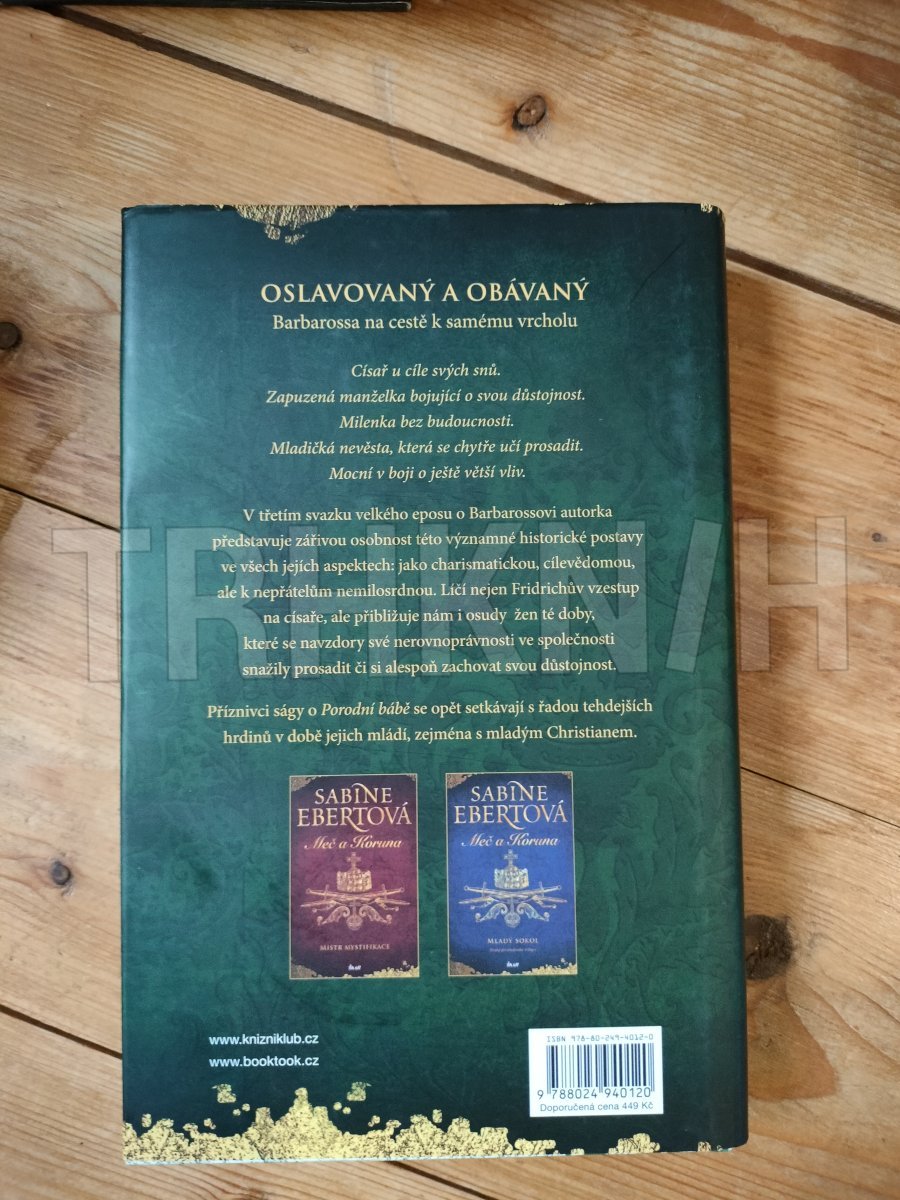 OSLAVOVANÝ A OBÁVANÝ
Barbarossa na cestě k samému vrcholu
Císař u cíle svých snů.
Zapuzená manželka bojující o svou důstojnost.
Milenka bez budoucnosti.
Mladičká nevěsta, která se chytře učí prosadit.
Mocní v boji o ještě větší vliv.
V třetím svazku velkého eposu o Barbarossovi autorka
představuje zářivou osobnost této významné historické postavy
ve všech jejích aspektech: jako charismatickou, cílevědomou,
ale k nepřátelům nemilosrdnou. Líčí nejen Fridrichův vzestup
na císaře, ale přibližuje nám i osudy žen té doby,
které se navzdory své nerovnoprávnosti ve společnosti
snažily prosadit či si alespoň zachovat svou důstojnost.
TRHKNIH
Příznivci ságy o Porodní bábě se opět setkávají s řadou tehdejších
hrdinů v době jejich mládí, zejména s mladým Christianem.
SABINE
EBERTOVÁ
Meč a Koruna
MISTR MYSTIFIKACE
Ikar
SABINE
EBERTOVÁ
Meč a Koruna
MLADÝ SOKOL
Ikar
www.knizniklub.cz
www.booktook.cz
ISBN 978-80-249-4012-0
9 788024 940120
Doporučená cena 449 Kč